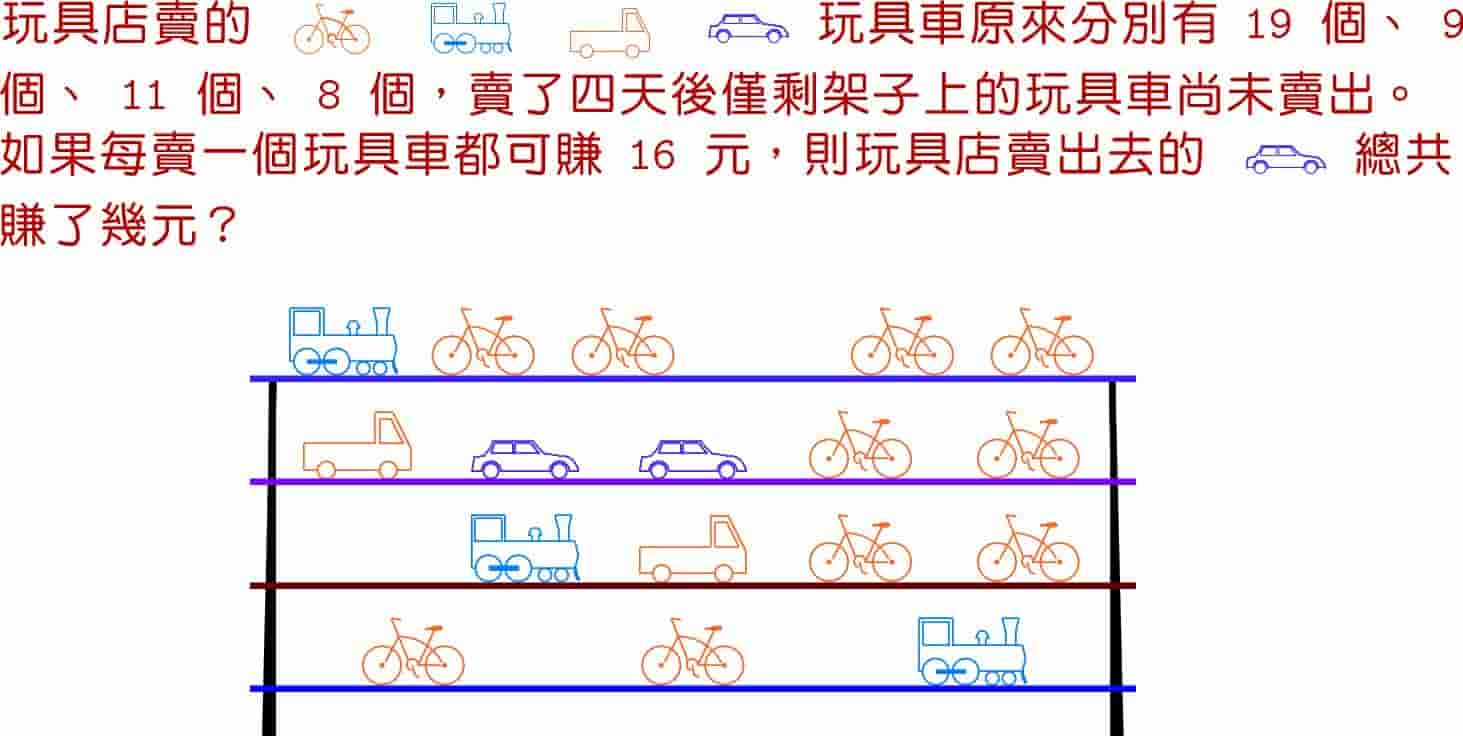 玩具店賣的 玩具車原來分別有 19 個、 9
個、 11 個、 8 個，賣了四天後僅剩架子上的玩具車尚未賣出。
如果每賣一個玩具車都可賺 16 元，則玩具店賣出去的 總共
賺了幾元？